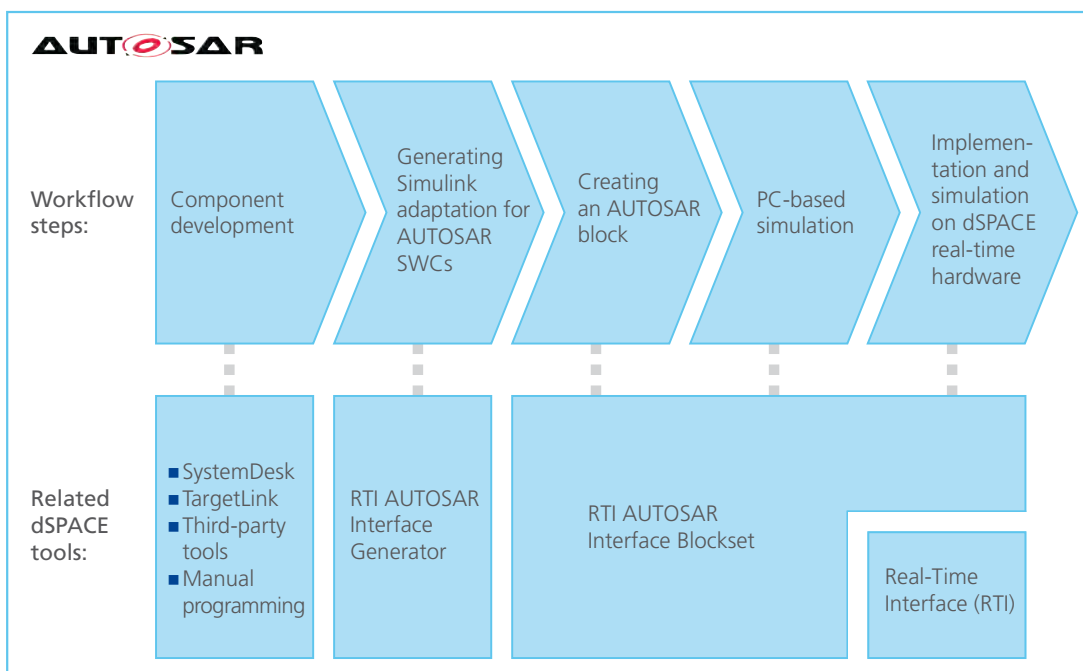 AUTOSAR
Workflow
steps:
Component
development
Generating
Simulink
adaptation for
AUTOSAR
SWCs
Creating
an AUTOSAR
block
PC-based
simulation
Implemen-
tation and
simulation
on dSPACE
real-time
hardware
Related
dSPACE
tools:
SystemDesk
TargetLink
Third-party
tools
Manual
programming
RTI AUTOSAR
Interface
Generator
RTI AUTOSAR
Interface Blockset
Real-Time
Interface (RTI)